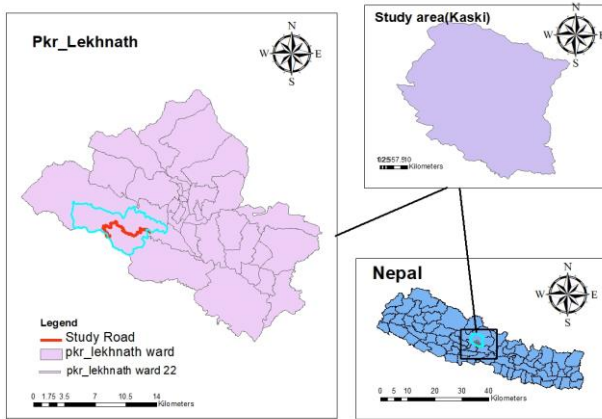 Pkr_Lekhnath
N
W E
S
Legend
Study Road
pkr_lekhnath ward
pkr_lekhnath ward 22
0 1.75 3.5 7 10.5 14
Kilometers
Study area(Kaski)
N
W E
S
Kilometers
Nepal
N
W E
S
0 5 10 20 30 40
Kilometers